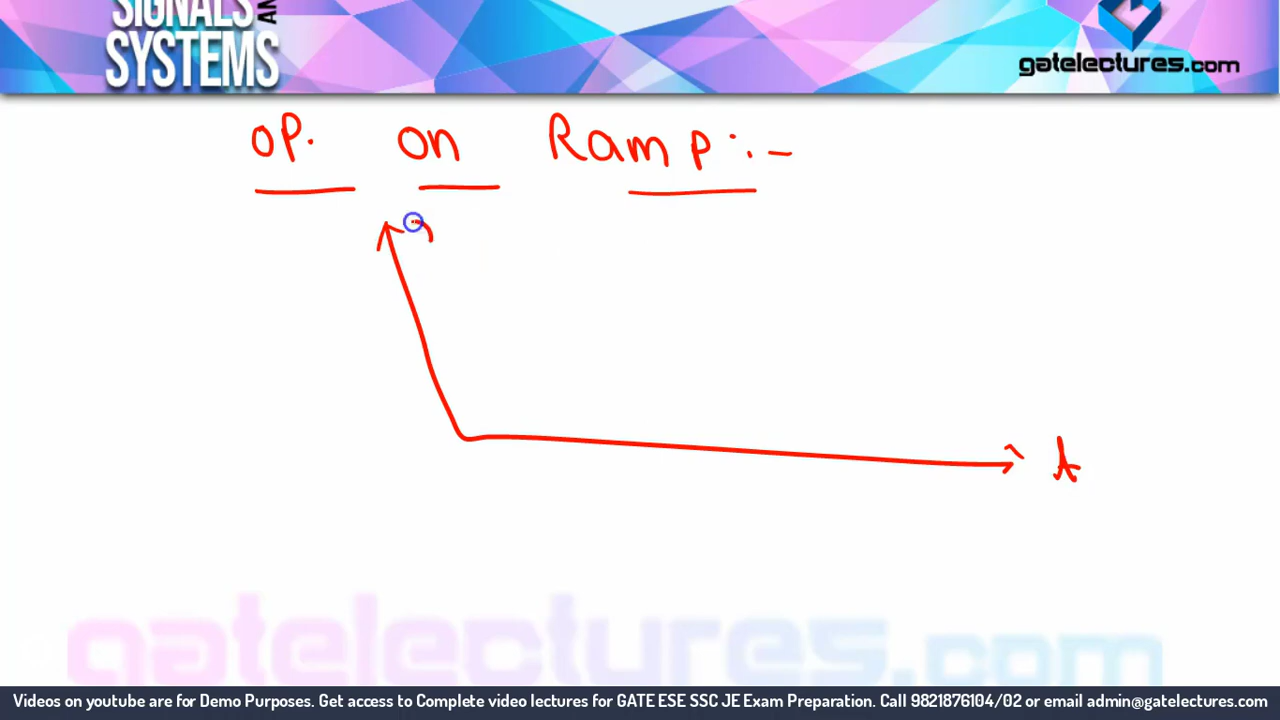 SIGNALS AND
SYSTEMS
gatelectures.com
OP. on Ramp:-
t
gatelectures.com
Videos on youtube are for Demo Purposes. Get access to Complete video lectures for GATE ESE SSC JE Exam Preparation. Call 9821876104/02 or email admin@gatelectures.com